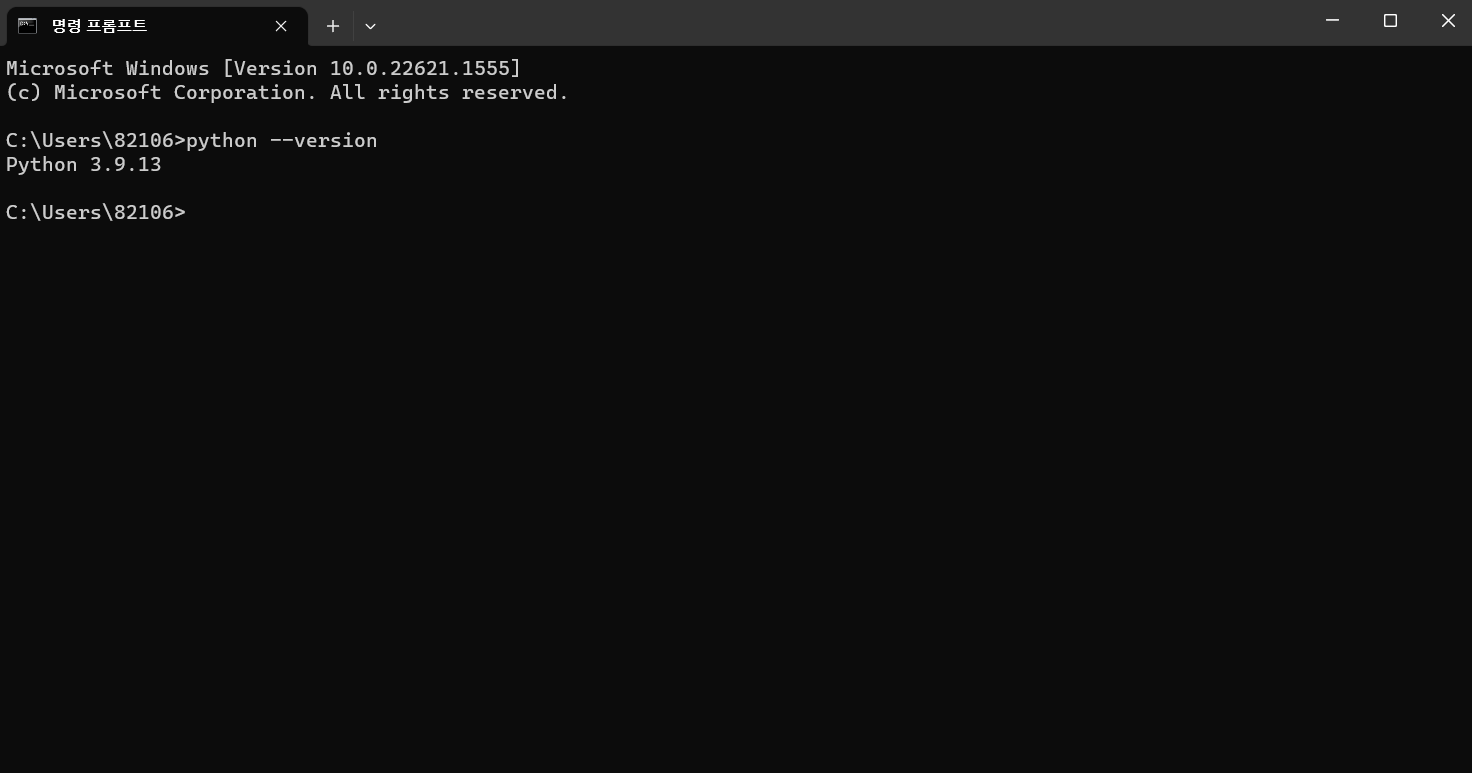 명령 프롬프트
Microsoft Windows [Version 10.0.22621.1555]
(c) Microsoft Corporation. All rights reserved.
C:\Users\82106>python --version
Python 3.9.13
C:\Users\82106>